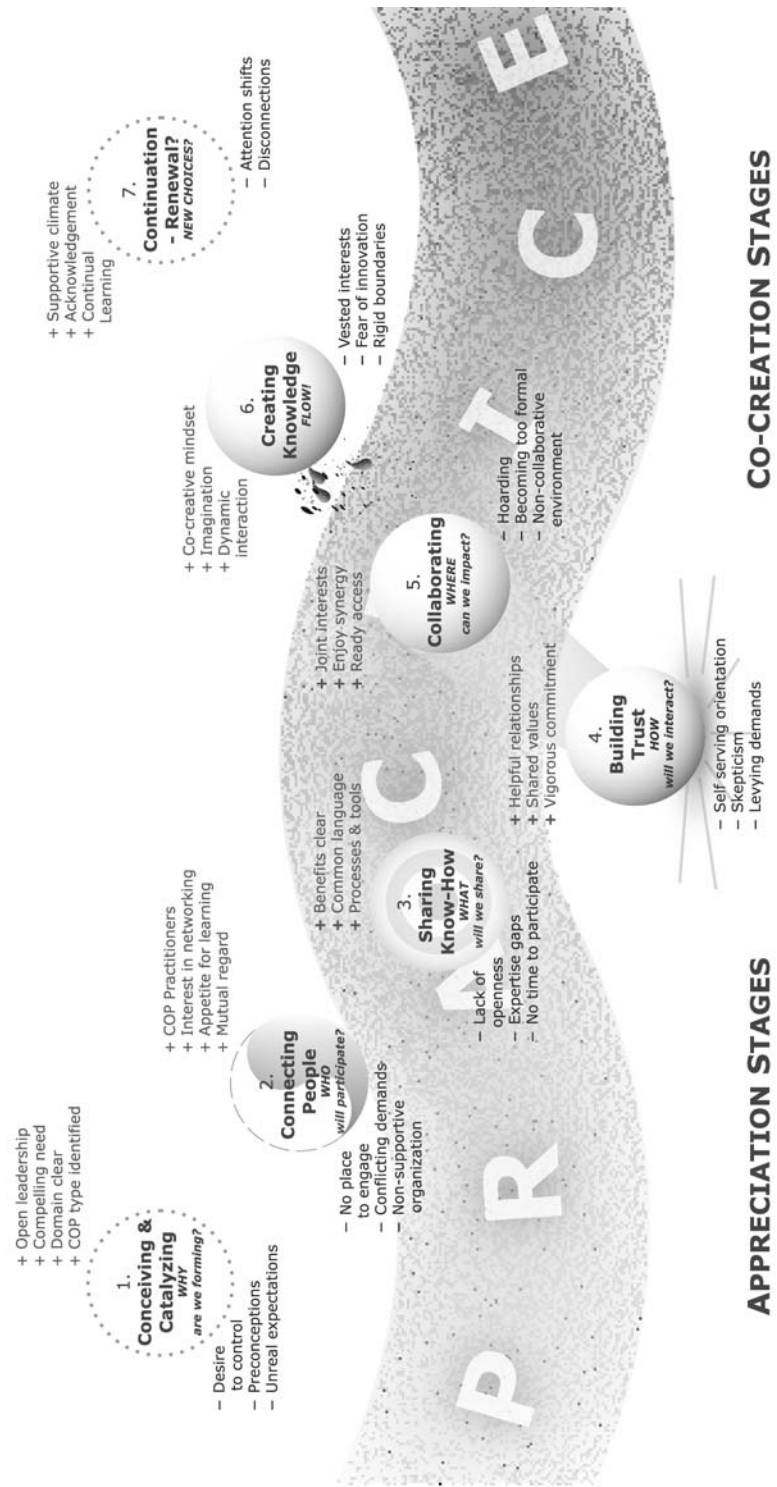 + Open leadership
+ Compelling need
+ Domain clear
+ COP type identified
1.
Conceiving &
Catalyzing
WHY
are we forming?
− Desire
to control
− Preconceptions
− Unreal expectations
+ COP Practitioners
+ Interest in networking
+ Appetite for learning
+ Mutual regard
2.
Connecting
People
WHO
will participate?
− No place
to engage
− Conflicting demands
− Non-supportive
organization
+ Benefits clear
+ Common language
+ Processes & tools
3.
Sharing
Know-How
WHAT
will we share?
− Lack of
openness
− Expertise gaps
− No time to participate
+ Helpful relationships
+ Shared values
+ Vigorous commitment
4.
Building
Trust
HOW
will we interact?
− Self serving orientation
− Skepticism
− Levying demands
+ Joint interests
+ Enjoy synergy
+ Ready access
5.
Collaborating
WHERE
can we impact?
− Hoarding
− Becoming too formal
− Non-collaborative
environment
+ Co-creative mindset
+ Imagination
+ Dynamic
interaction
6.
Creating
Knowledge
FLOW!
− Vested interests
− Fear of innovation
− Rigid boundaries
+ Supportive climate
+ Acknowledgement
+ Continual
Learning
7.
Continuation
- Renewal?
NEW CHOICES?
− Attention shifts
− Disconnections
PRACTICE
APPRECIATION STAGES
CO-CREATION STAGES